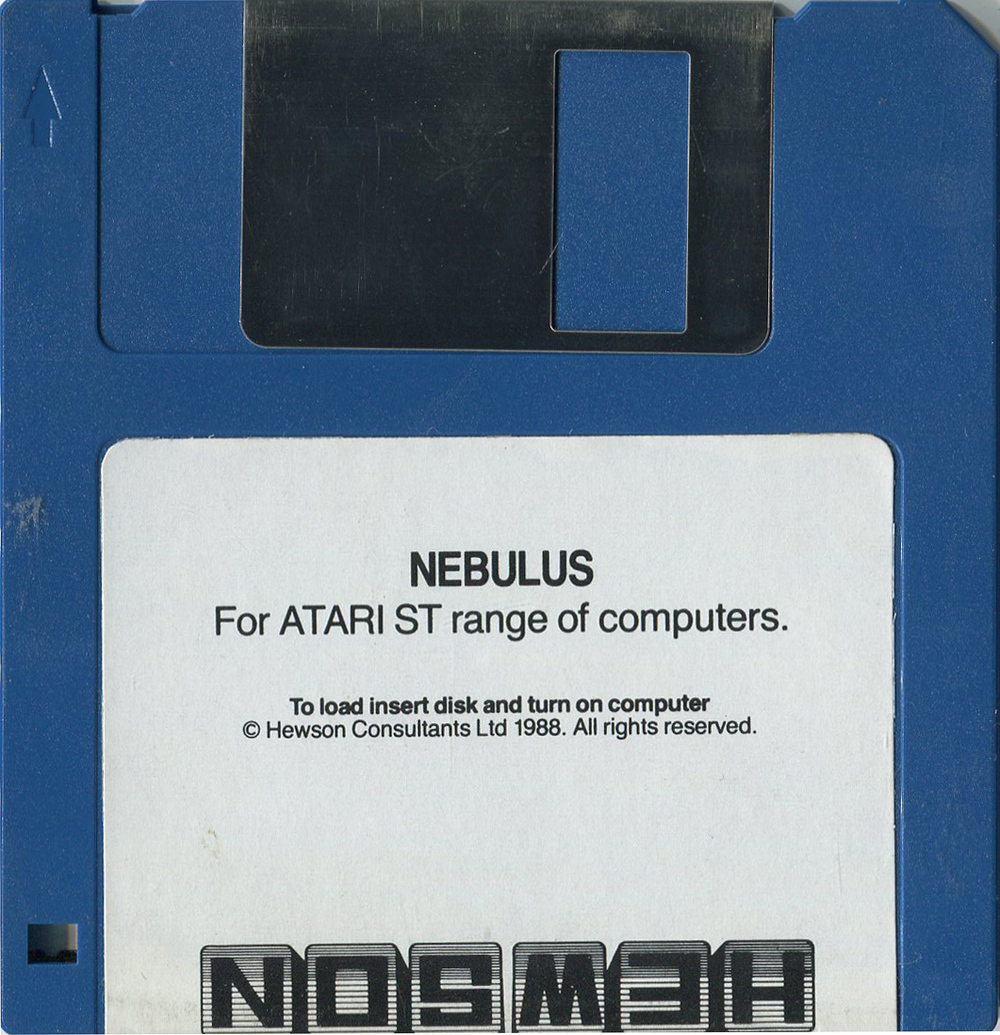 NEBULUS
For ATARI ST range of computers.
To load insert disk and turn on computer
© Hewson Consultants Ltd 1988. All rights reserved.
HEWSON